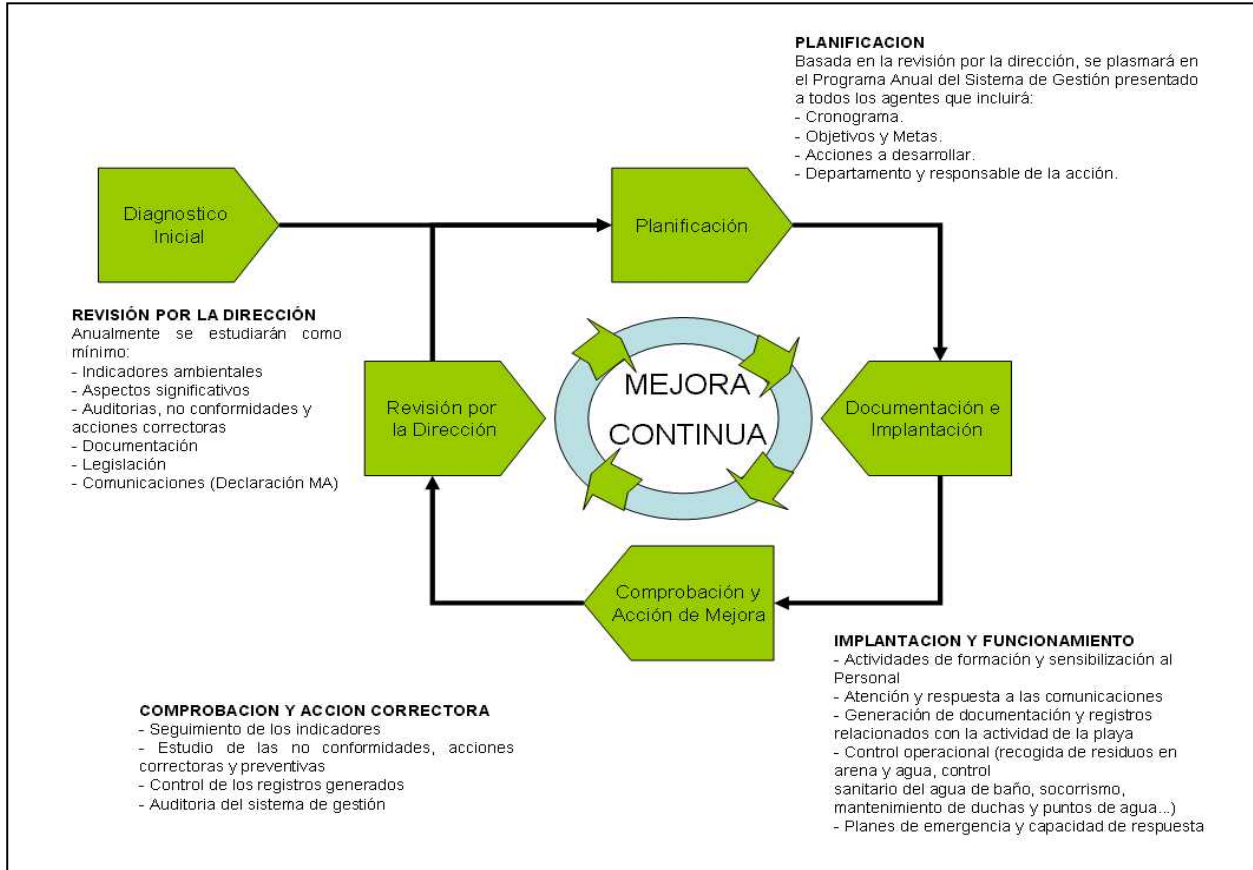 PLANIFICACION
Basada en la revisión por la dirección, se plasmará en
el Programa Anual del Sistema de Gestión presentado
a todos los agentes que incluirá:
- Cronograma.
- Objetivos y Metas.
- Acciones a desarrollar.
- Departamento y responsable de la acción.
Diagnostico
Inicial
Planificación
REVISIÓN POR LA DIRECCIÓN
Anualmente se estudiarán como
mínimo:
- Indicadores ambientales
- Aspectos significativos
- Auditorias, no conformidades y
acciones correctoras
- Documentación
- Legislación
- Comunicaciones (Declaración MA)
Revisión por
la Dirección
MEJORA
CONTINUA
Documentación e
Implantación
Comprobación y
Acción de Mejora
IMPLANTACION Y FUNCIONAMIENTO
- Actividades de formación y sensibilización al
Personal
- Atención y respuesta a las comunicaciones
- Generación de documentación y registros
relacionados con la actividad de la playa
- Control operacional (recogida de residuos en
arena y agua, control
sanitario del agua de baño, socorrismo,
mantenimiento de duchas y puntos de agua...)
- Planes de emergencia y capacidad de respuesta
COMPROBACION Y ACCION CORRECTORA
- Seguimiento de los indicadores
- Estudio de las no conformidades, acciones
correctoras y preventivas
- Control de los registros generados
- Auditoria del sistema de gestión